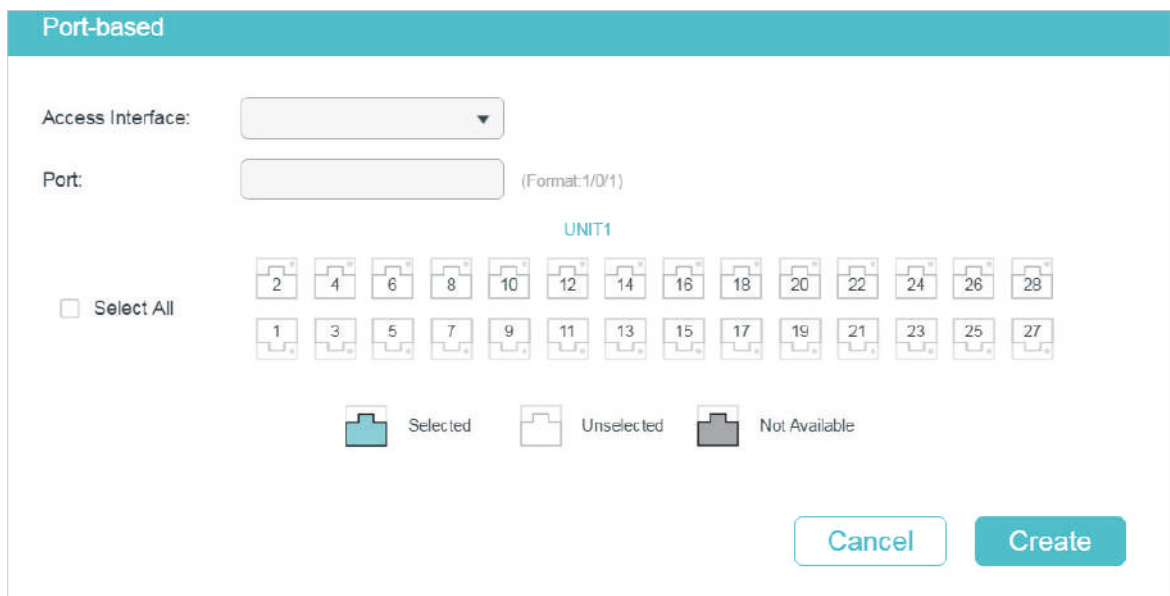 Port-based
Access Interface:
Port: (Format:1/0/1)
UNIT1
2 4 6 8 10 12 14 16 18 20 22 24 26 28
Select All
1 3 5 7 9 11 13 15 17 19 21 23 25 27
Selected Unselected Not Available
Cancel Create